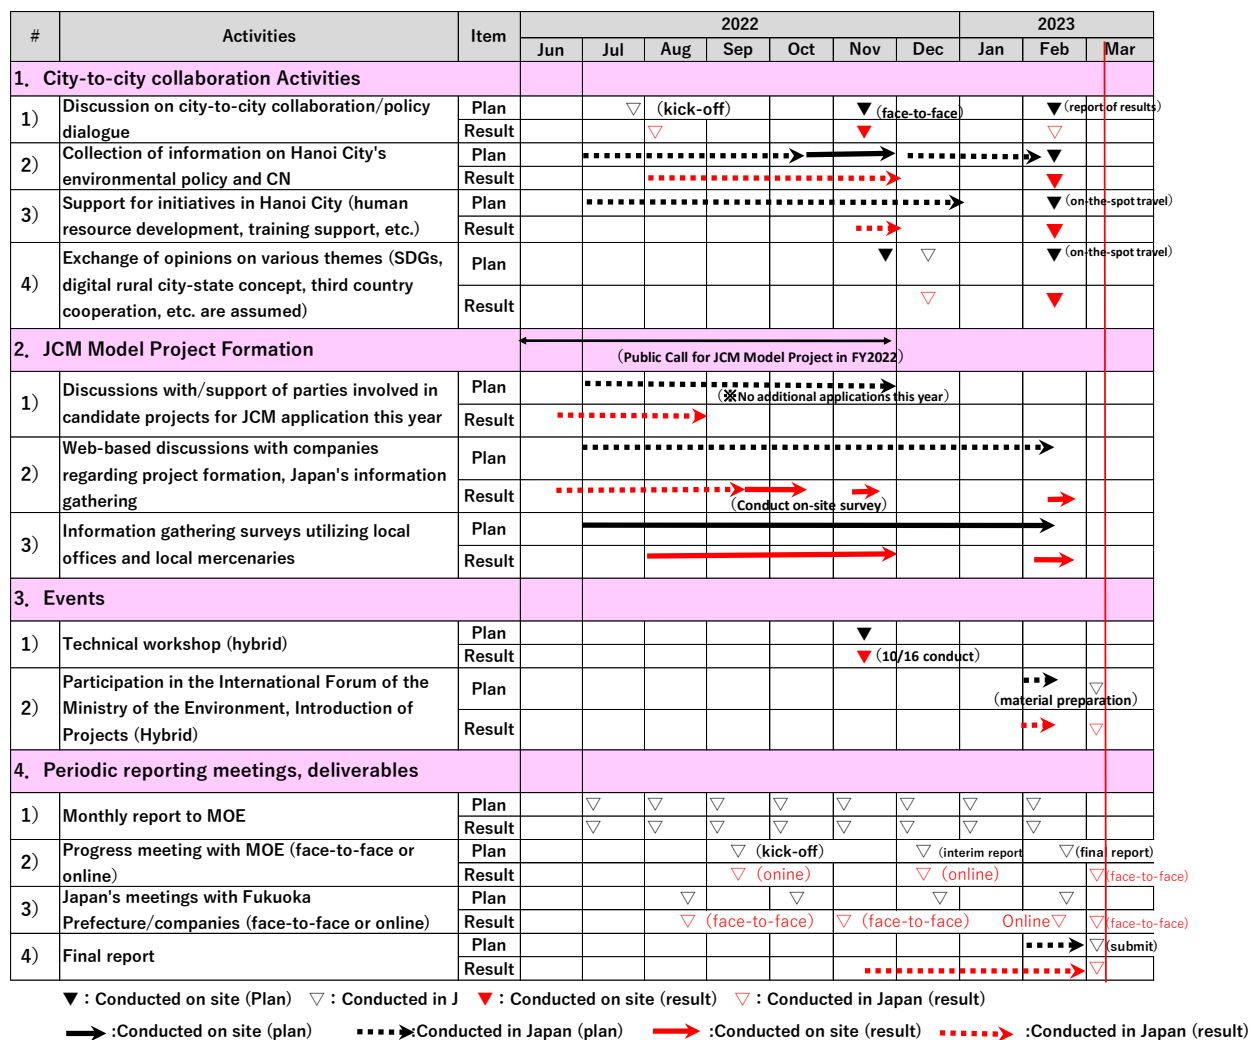 # Activities Item 2022 2023
Jun Jul Aug Sep Oct Nov Dec Jan Feb Mar
1. City-to-city collaboration Activities
1) Discussion on city-to-city collaboration/policy
dialogue
Plan (kick-off) (face-to-face) (report of results)
Result
2) Collection of information on Hanoi City's
environmental policy and CN
Plan
Result
3) Support for initiatives in Hanoi City (human
resource development, training support, etc.)
Plan (on-the-spot travel)
Result
4) Exchange of opinions on various themes (SDGs,
digital rural city-state concept, third country
cooperation, etc. are assumed)
Plan (on-the-spot travel)
Result
2. JCM Model Project Formation
(Public Call for JCM Model Project in FY2022)
1) Discussions with/support of parties involved in
candidate projects for JCM application this year
Plan
(※No additional applications this year)
Result
2) Web-based discussions with companies
regarding project formation, Japan's information
gathering
Plan
Result
(Conduct on-site survey)
3) Information gathering surveys utilizing local
offices and local mercenaries
Plan
Result
3. Events
1) Technical workshop (hybrid)
Plan
Result (10/16 conduct)
2) Participation in the International Forum of the
Ministry of the Environment, Introduction of
Projects (Hybrid)
Plan
(material preparation)
Result
4. Periodic reporting meetings, deliverables
1) Monthly report to MOE
Plan
Result
2) Progress meeting with MOE (face-to-face or
online)
Plan (kick-off) (interim report (final report)
Result (onine) (online) (face-to-face)
3) Japan's meetings with Fukuoka
Prefecture/companies (face-to-face or online)
Plan
Result (face-to-face) (face-to-face) Online (face-to-face)
4) Final report
Plan (submit)
Result
▼：Conducted on site (Plan) ▽：Conducted in J ▼：Conducted on site (result) ▽：Conducted in Japan (result)
:Conducted on site (plan) :Conducted in Japan (plan) :Conducted on site (result) :Conducted in Japan (result)